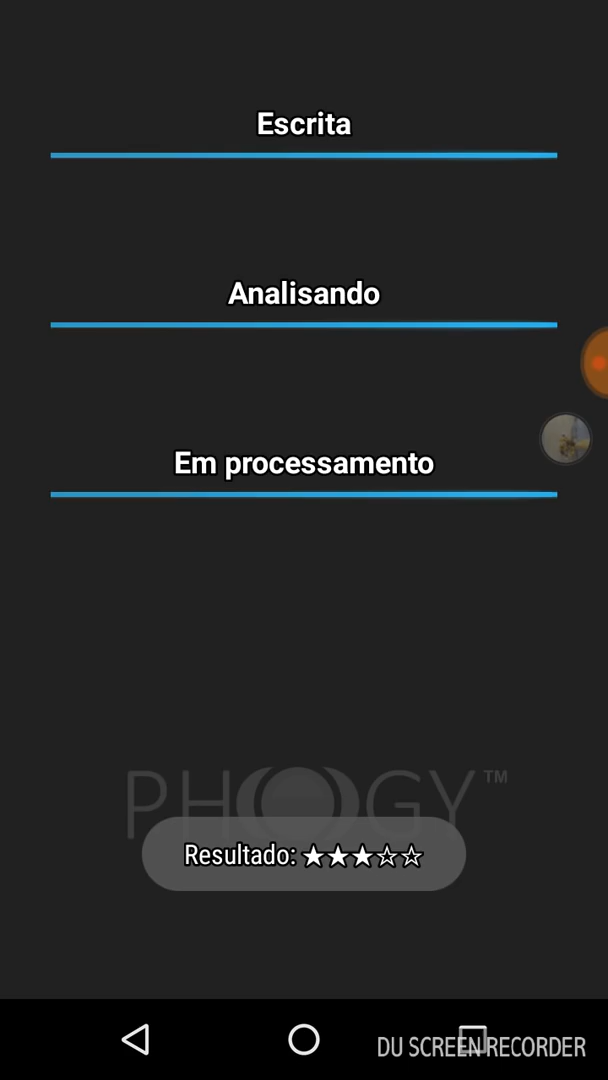 Escrita
Analisando
Em processamento
PHOGY™
Resultado: ★★★☆☆
DU SCREEN RECORDER